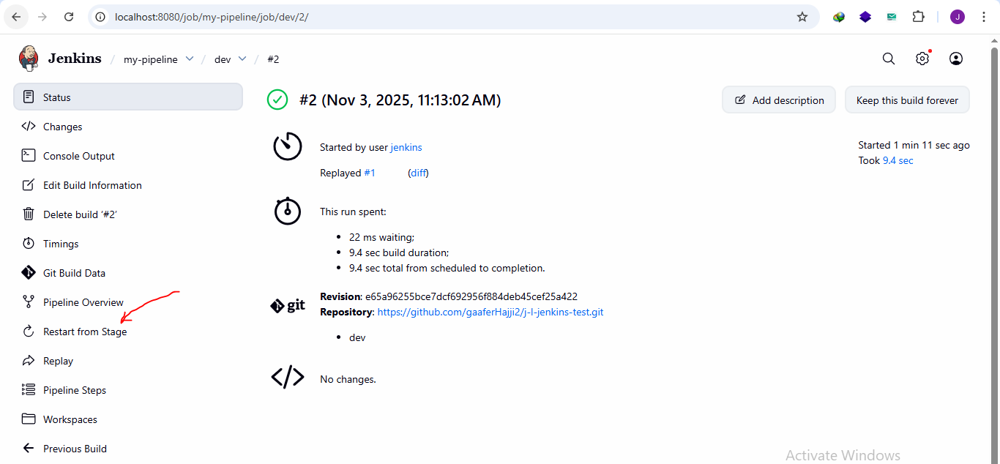 localhost:8080/job/my-pipeline/job/dev/2/
J
Jenkins / my-pipeline / dev / #2
Status
Changes
Console Output
Edit Build Information
Delete build ‘#2’
Timings
Git Build Data
Pipeline Overview
Restart from Stage
Replay
Pipeline Steps
Workspaces
Previous Build
#2 (Nov 3, 2025, 11:13:02 AM)
Add description
Keep this build forever
Started by user jenkins
Started 1 min 11 sec ago
Took 9.4 sec
Replayed #1 (diff)
This run spent:
22 ms waiting;
9.4 sec build duration;
9.4 sec total from scheduled to completion.
git
Revision: e65a96255bce7dcf692956f884deb45cef25a422
Repository: https://github.com/gaaferHajji2/j-l-jenkins-test.git
dev
No changes.
Activate Windows